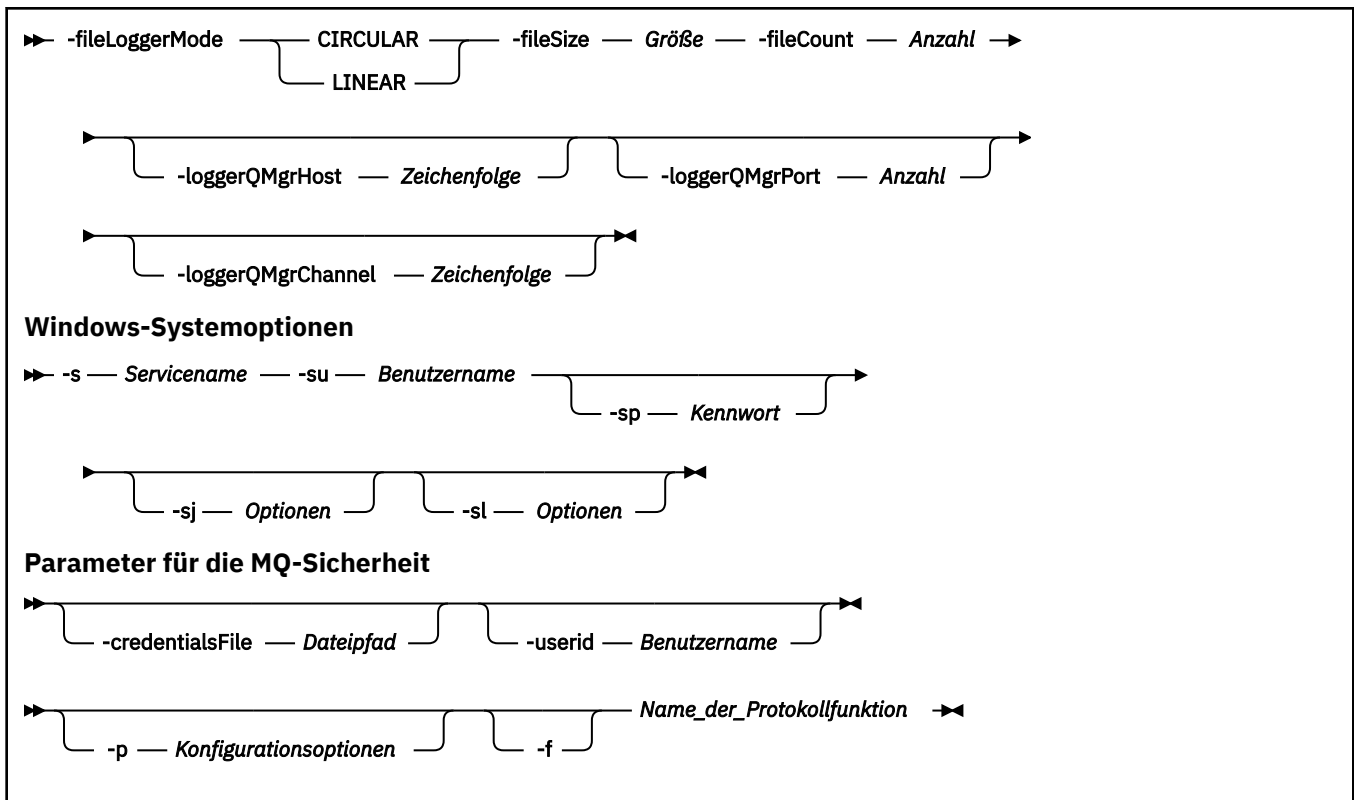 -fileLoggerMode CIRCULAR -fileSize Größe -fileCount Anzahl
LINEAR
-loggerQMgrHost Zeichenfolge -loggerQMgrPort Anzahl
-loggerQMgrChannel Zeichenfolge
Windows-Systemoptionen
-s Servicename -su Benutzername
-sp Kennwort
-sj Optionen -sl Optionen
Parameter für die MQ-Sicherheit
-credentialsFile Dateipfad -userid Benutzername
Name_der_Protokollfunktion
-p Konfigurationsoptionen -f